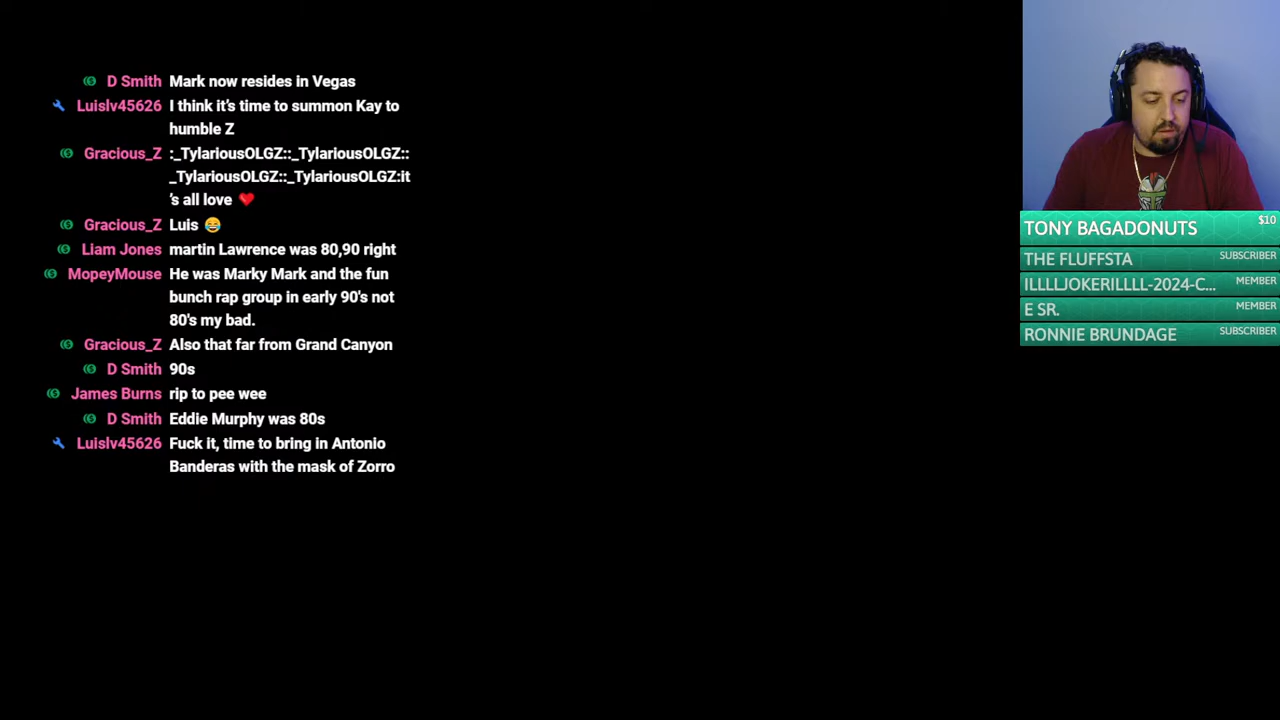 D Smith Mark now resides in Vegas
Luislv45626 I think it’s time to summon Kay to
humble Z
Gracious_Z :_TylariousOLGZ::_TylariousOLGZ::
_TylariousOLGZ::_TylariousOLGZ:it
’s all love ❤️
Gracious_Z Luis 😂
Liam Jones martin Lawrence was 80,90 right
MopeyMouse He was Marky Mark and the fun
bunch rap group in early 90's not
80's my bad.
Gracious_Z Also that far from Grand Canyon
D Smith 90s
James Burns rip to pee wee
D Smith Eddie Murphy was 80s
Luislv45626 Fuck it, time to bring in Antonio
Banderas with the mask of Zorro
TONY BAGADONUTS $10
THE FLUFFSTA SUBSCRIBER
ILLLLJOKERILLLL-2024-C... MEMBER
E SR. MEMBER
RONNIE BRUNDAGE SUBSCRIBER